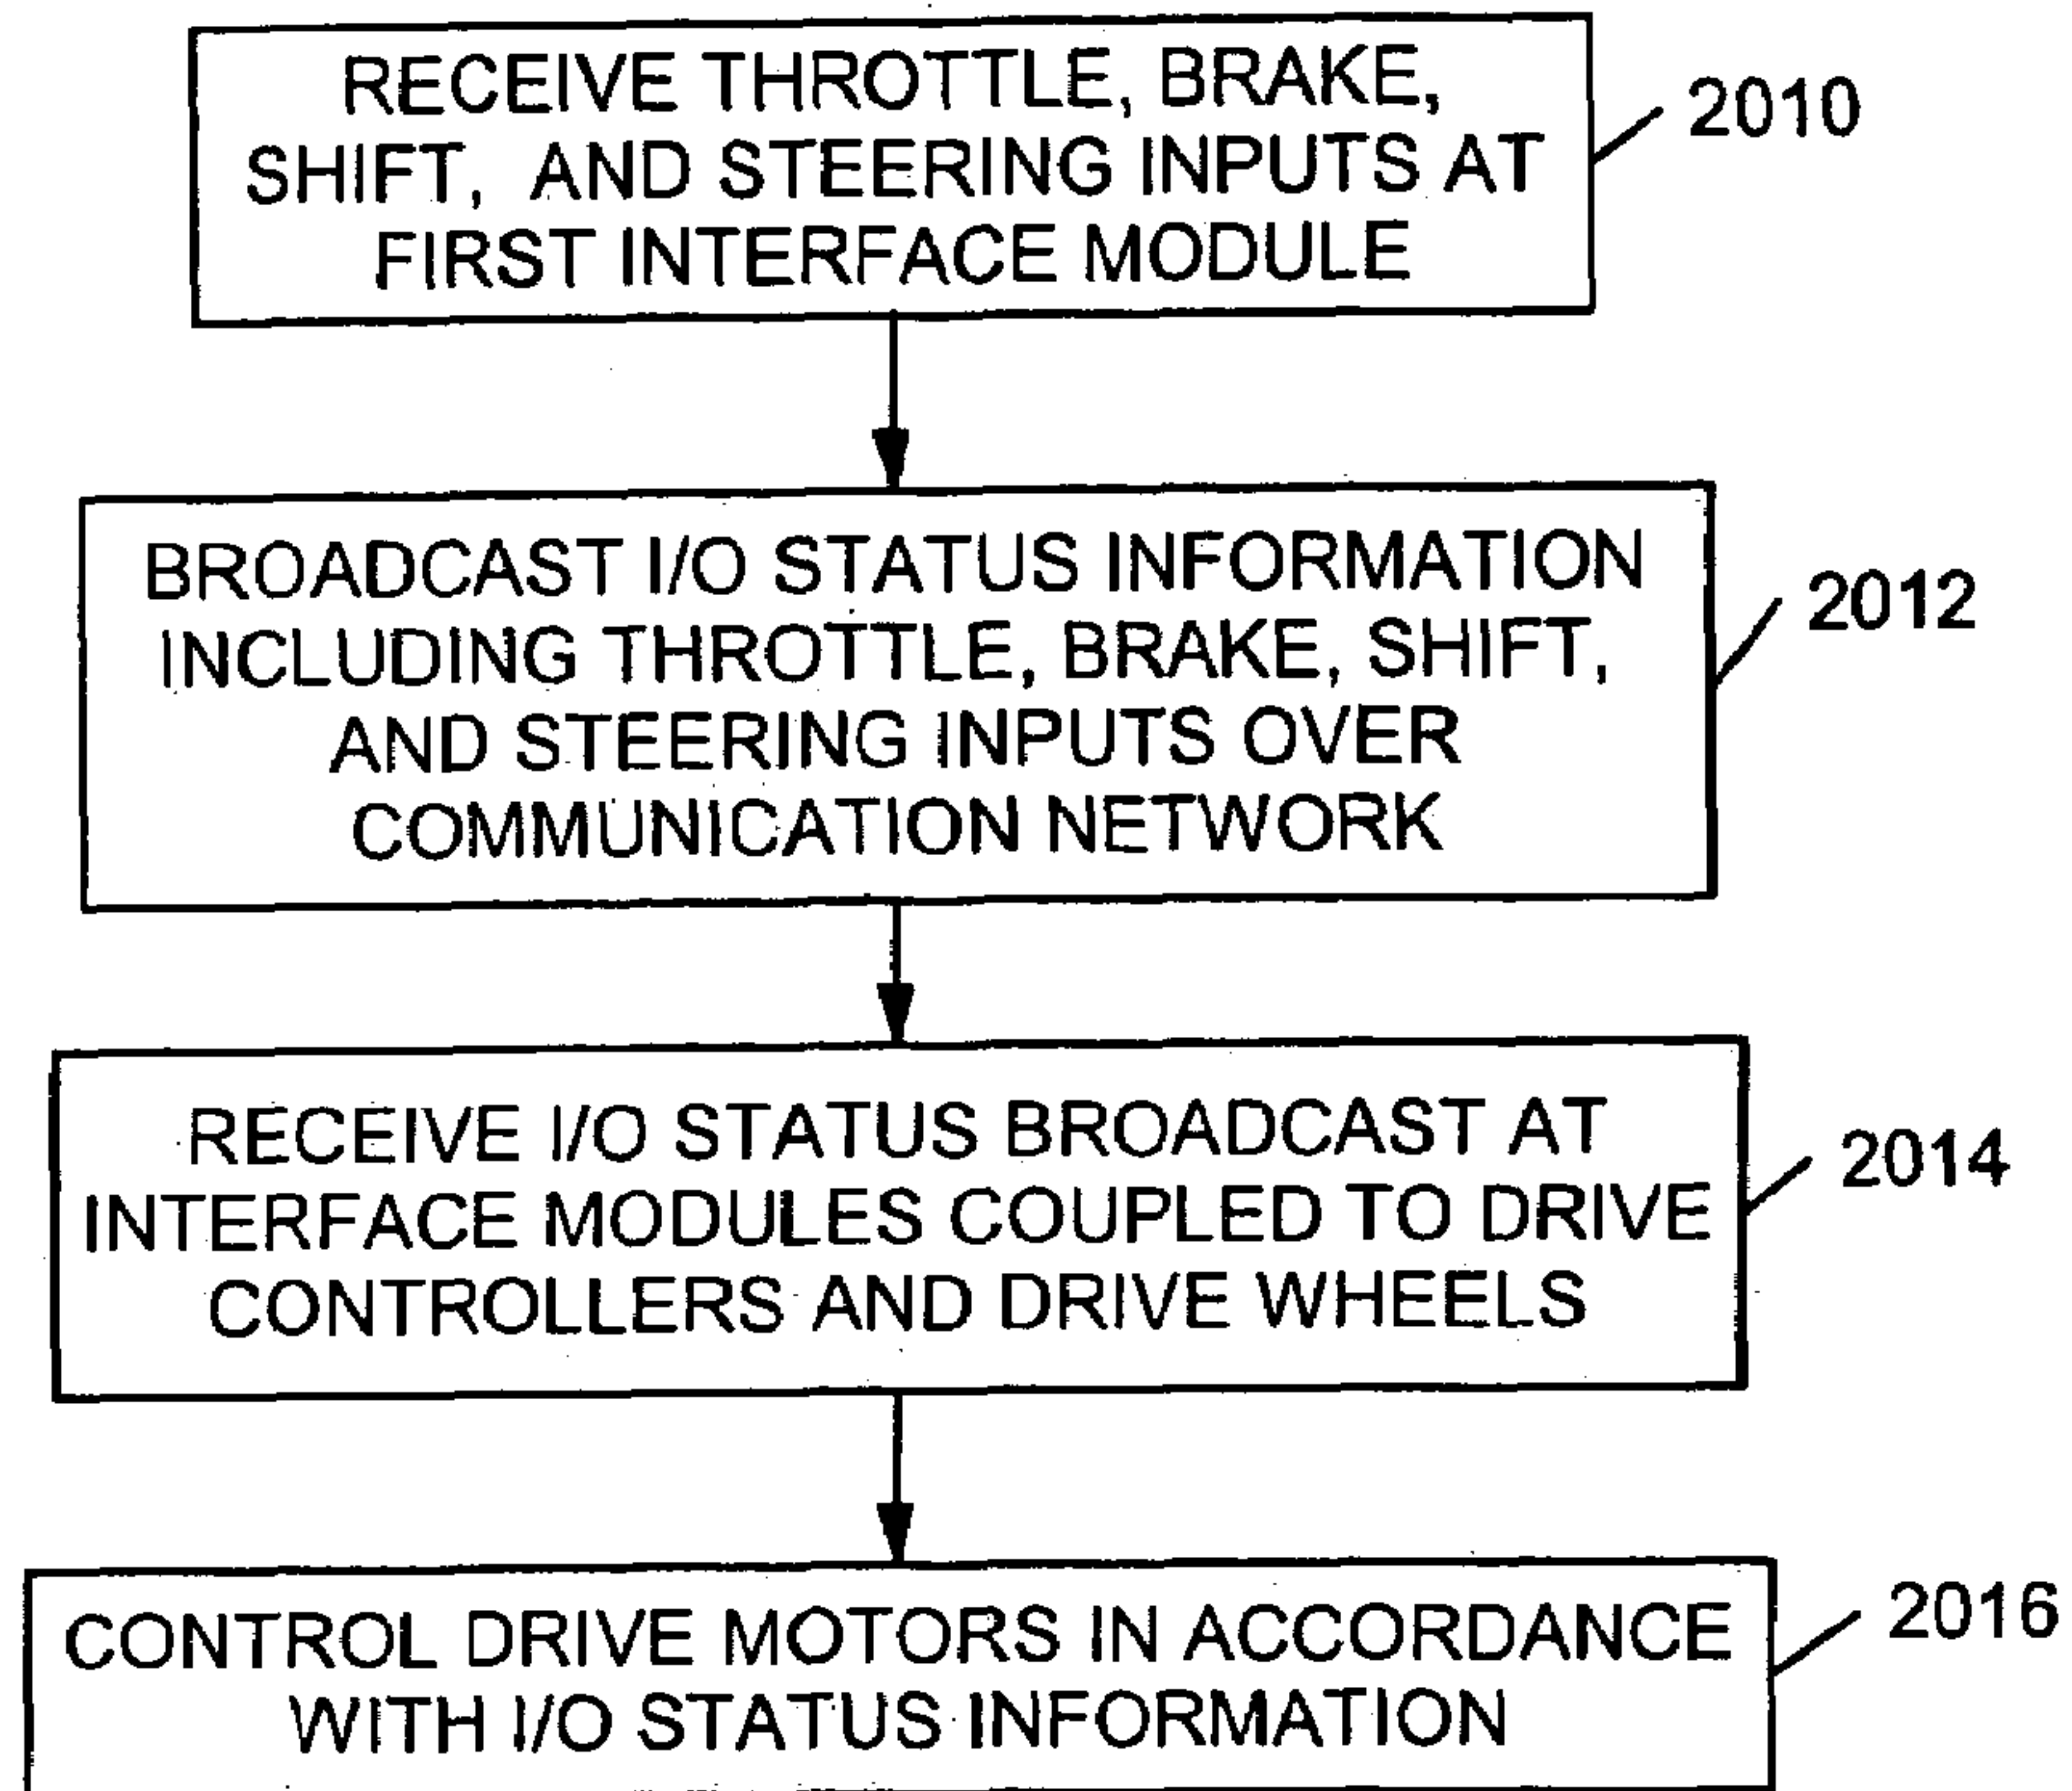 RECEIVE THROTTLE, BRAKE,
SHIFT, AND STEERING INPUTS AT
FIRST INTERFACE MODULE
2010
BROADCAST I/O STATUS INFORMATION
INCLUDING THROTTLE, BRAKE, SHIFT,
AND STEERING INPUTS OVER
COMMUNICATION NETWORK
2012
RECEIVE I/O STATUS BROADCAST AT
INTERFACE MODULES COUPLED TO DRIVE
CONTROLLERS AND DRIVE WHEELS
2014
CONTROL DRIVE MOTORS IN ACCORDANCE
WITH I/O STATUS INFORMATION
2016